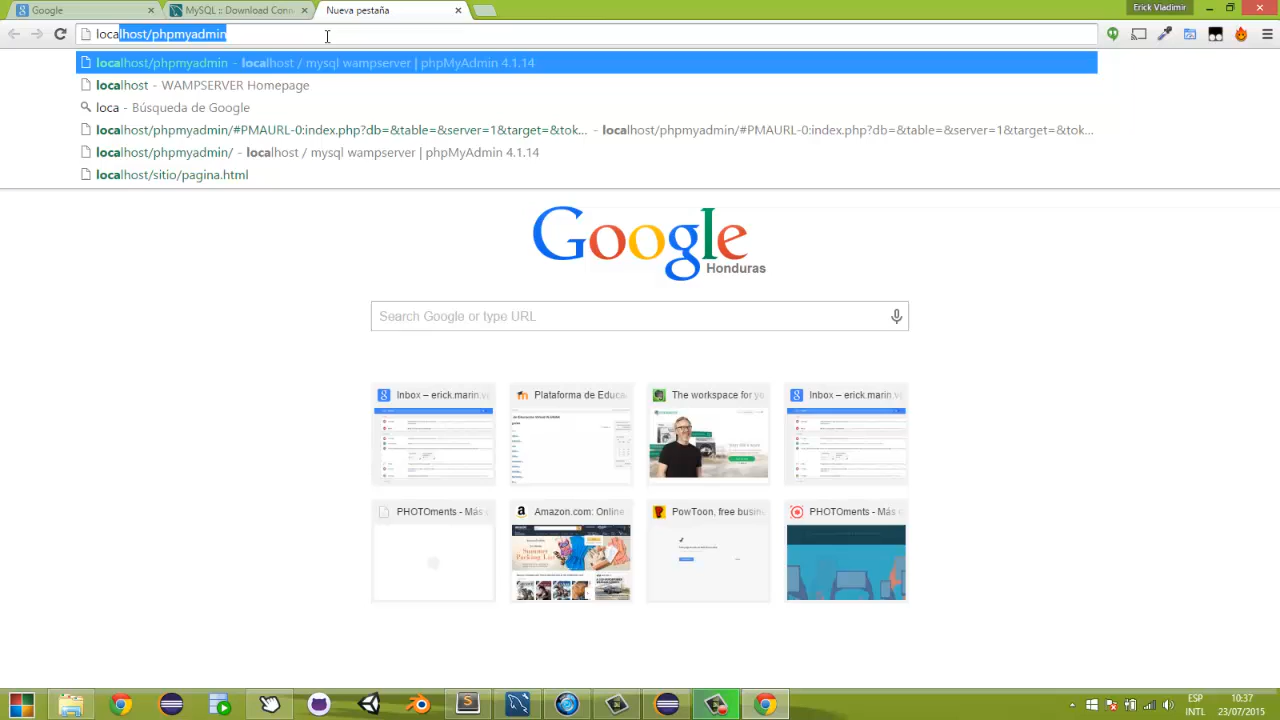 Google
MySQL :: Download Conn
Nueva pestaña
Erick Vladimir
localhost/phpmyadmin
localhost/phpmyadmin - localhost / mysql wampserver | phpMyAdmin 4.1.14
localhost - WAMPSERVER Homepage
loca - Búsqueda de Google
localhost/phpmyadmin/#PMAURL-0:index.php?db=&table=&server=1&target=&tok... - localhost/phpmyadmin/#PMAURL-0:index.php?db=&table=&server=1&target=&tok...
localhost/phpmyadmin/ - localhost / mysql wampserver | phpMyAdmin 4.1.14
localhost/sitio/pagina.html
Google
Honduras
Search Google or type URL
Inbox – erick.marin.v
Plataforma de Educa
The workspace for yo
Inbox – erick.marin.v
PHOToments - Más
Amazon.com: Online
PowToon, free busin
PHOToments - Más
ESP
INTL
10:37
23/07/2015